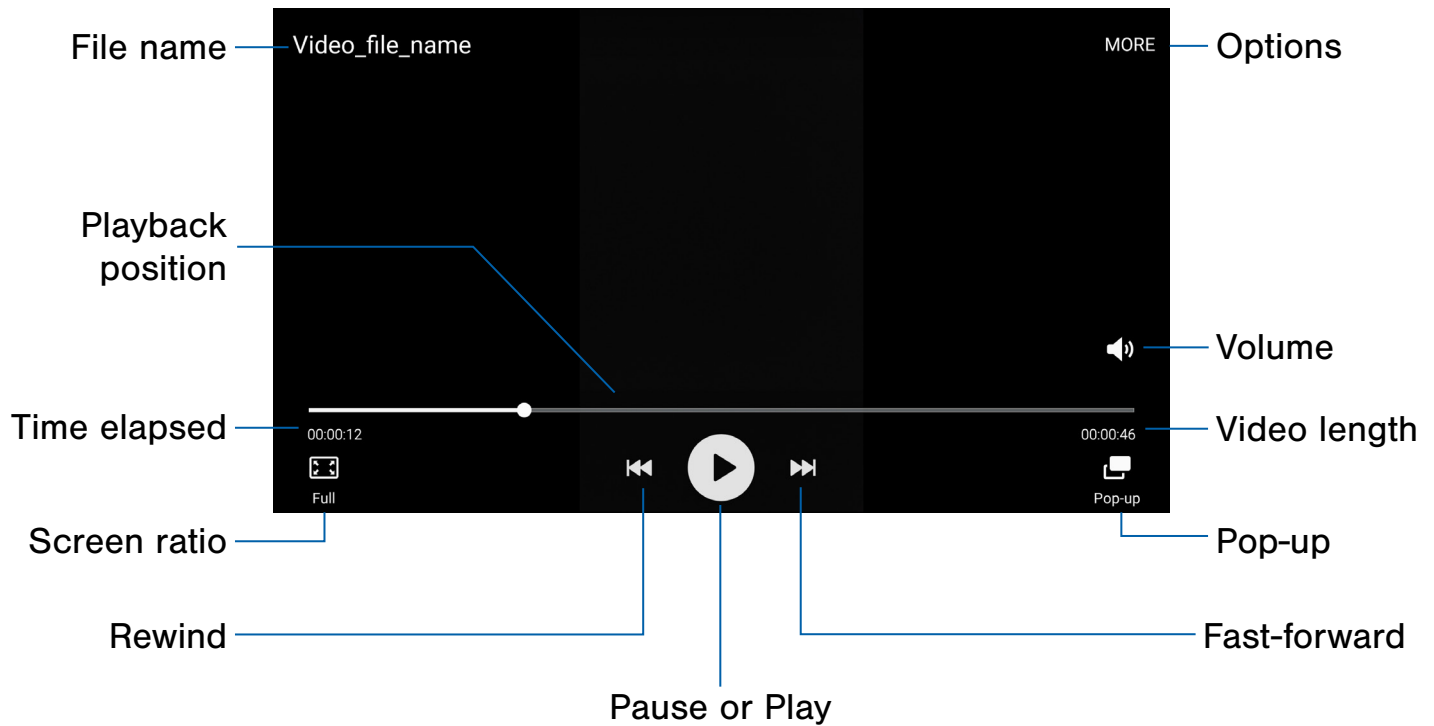 File name
Video_file_name
MORE
Options
Playback
position
Volume
Time elapsed
00:00:12
00:00:46
Video length
Full
Pop-up
Screen ratio
Pop-up
Rewind
Fast-forward
Pause or Play